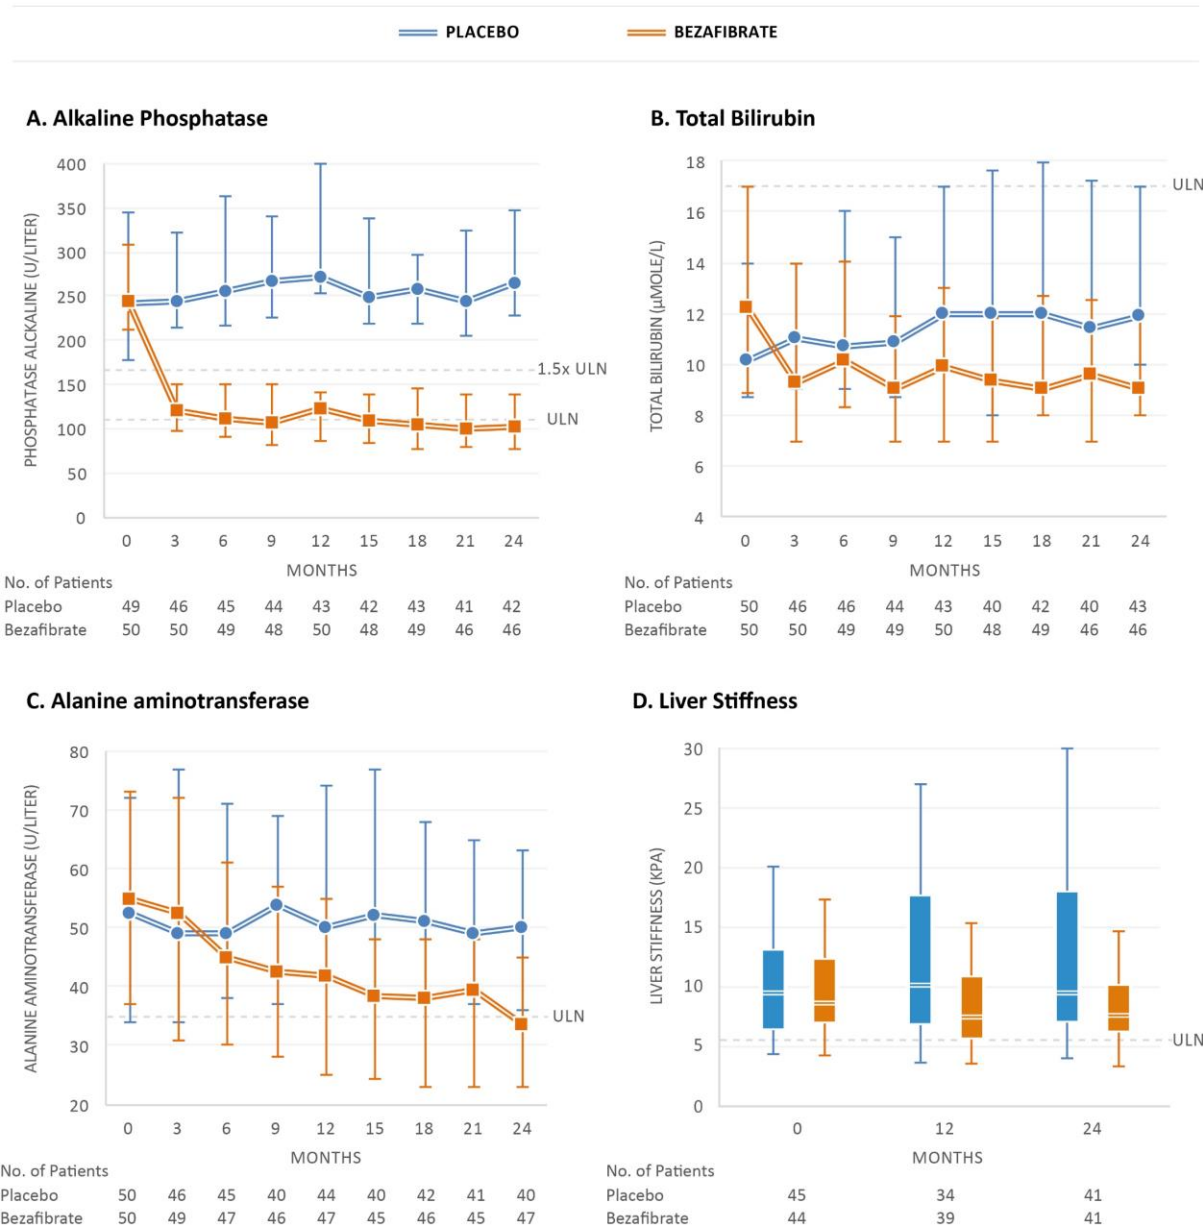 PLACEBO BEZAFIBRATE
A. Alkaline Phosphatase
PHOSPHATASE ALCKALINE (U/LITER)
400
350
300
250
200
150
100
50
0
1.5x ULN
ULN
0 3 6 9 12 15 18 21 24
MONTHS
No. of Patients
Placebo 49 46 45 44 43 42 43 41 42
Bezafibrate 50 50 49 48 50 48 49 46 46
B. Total Bilirubin
TOTAL BILIRUBIN (µMOLE/L)
18
16
14
12
10
8
6
4
ULN
0 3 6 9 12 15 18 21 24
MONTHS
No. of Patients
Placebo 50 46 46 44 43 40 42 40 43
Bezafibrate 50 50 49 49 50 48 49 46 46
C. Alanine aminotransferase
ALANINE AMINOTRANSFERASE (U/LITER)
80
70
60
50
40
30
20
ULN
0 3 6 9 12 15 18 21 24
MONTHS
No. of Patients
Placebo 50 46 45 40 44 40 42 41 40
Bezafibrate 50 49 47 46 47 45 46 45 47
D. Liver Stiffness
LIVER STIFFNESS (KPA)
30
25
20
15
10
5
0
ULN
0 12 24
MONTHS
No. of Patients
Placebo 45 34 41
Bezafibrate 44 39 41